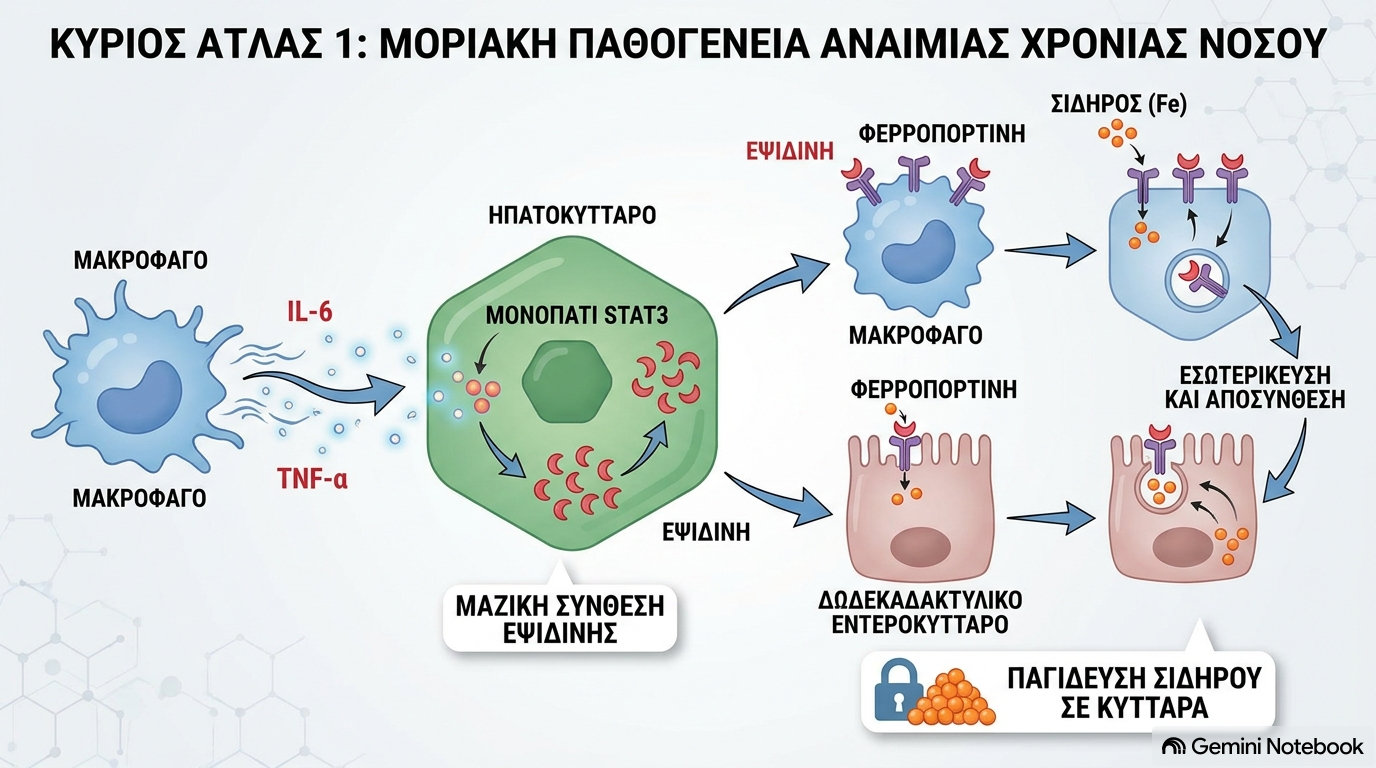 ΚΥΡΙΟΣ ΑΤΛΑΣ 1: ΜΟΡΙΑΚΗ ΠΑΘΟΓΕΝΕΙΑ ΑΝΑΙΜΙΑΣ ΧΡΟΝΙΑΣ ΝΟΣΟΥ
ΜΑΚΡΟΦΑΓΟ
IL-6
TNF-α
ΜΑΚΡΟΦΑΓΟ
ΗΠΑΤΟΚΥΤΤΑΡΟ
ΜΟΝΟΠΑΤΙ STAT3
ΕΨΙΔΙΝΗ
ΜΑΖΙΚΗ ΣΥΝΘΕΣΗ
ΕΨΙΔΙΝΗΣ
ΕΨΙΔΙΝΗ
ΦΕΡΡΟΠΟΡΤΙΝΗ
ΜΑΚΡΟΦΑΓΟ
ΣΙΔΗΡΟΣ (Fe)
ΕΣΩΤΕΡΙΚΕΥΣΗ
ΚΑΙ ΑΠΟΣΥΝΘΕΣΗ
ΦΕΡΡΟΠΟΡΤΙΝΗ
ΔΩΔΕΚΑΔΑΚΤΥΛΙΚΟ
ΕΝΤΕΡΟΚΥΤΤΑΡΟ
ΠΑΓΙΔΕΥΣΗ ΣΙΔΗΡΟΥ
ΣΕ ΚΥΤΤΑΡΑ
Gemini Notebook